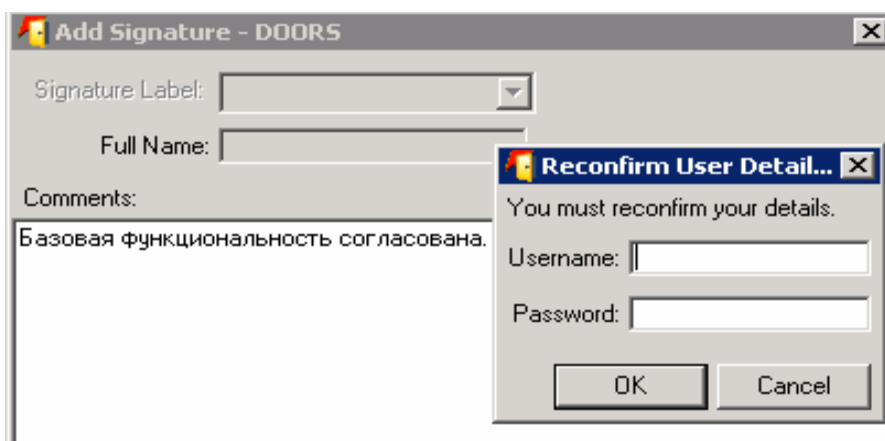 Add Signature - DOORS
Signature Label:
Full Name:
Comments:
Базовая функциональность согласована.
Reconfirm User Detail...
You must reconfirm your details.
Username:
Password:
OK Cancel